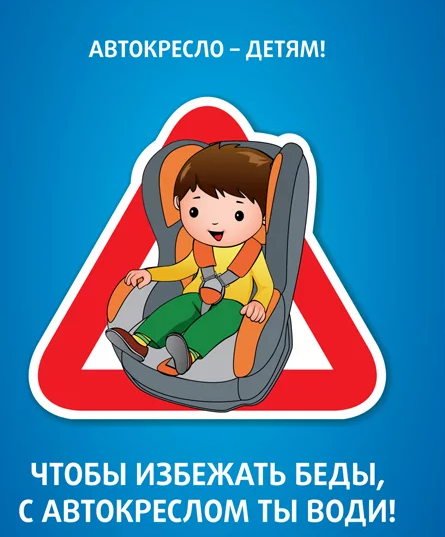 АВТОКРЕСЛО – ДЕТЯМ!
ЧТОБЫ ИЗБЕЖАТЬ БЕДЫ,
С АВТОКРЕСЛОМ ТЫ ВОДИ!